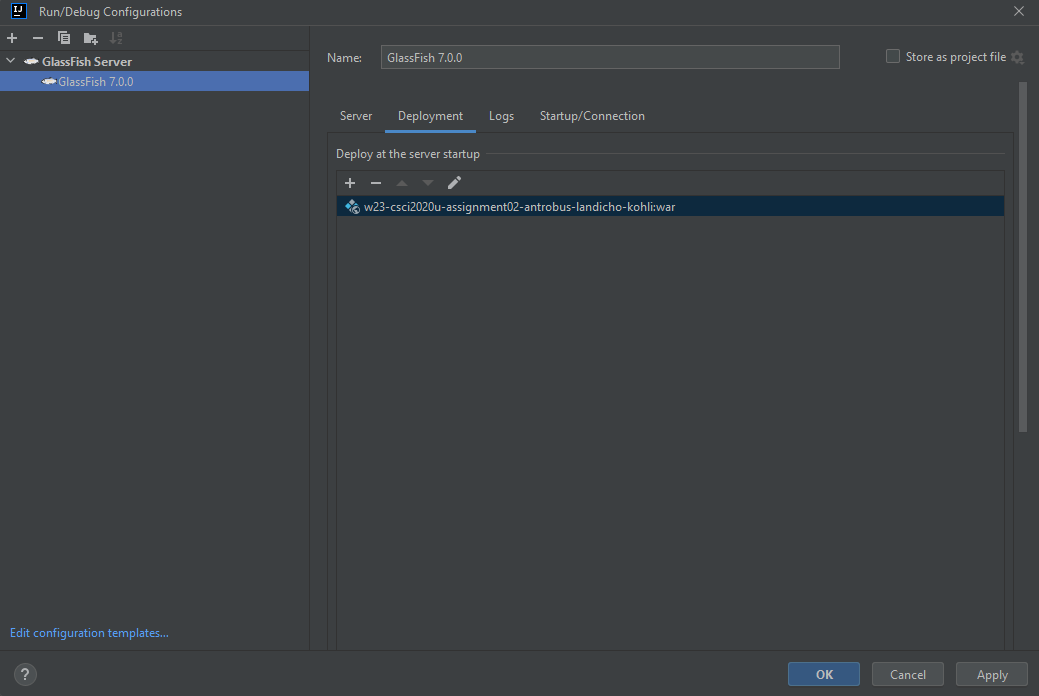 IJ
Run/Debug Configurations
GlassFish Server
GlassFish 7.0.0
Name:
GlassFish 7.0.0
Store as project file
Server
Deployment
Logs
Startup/Connection
Deploy at the server startup
w23-csci2020u-assignment02-antrobus-landicho-kohli:war
Edit configuration templates...
?
OK
Cancel
Apply